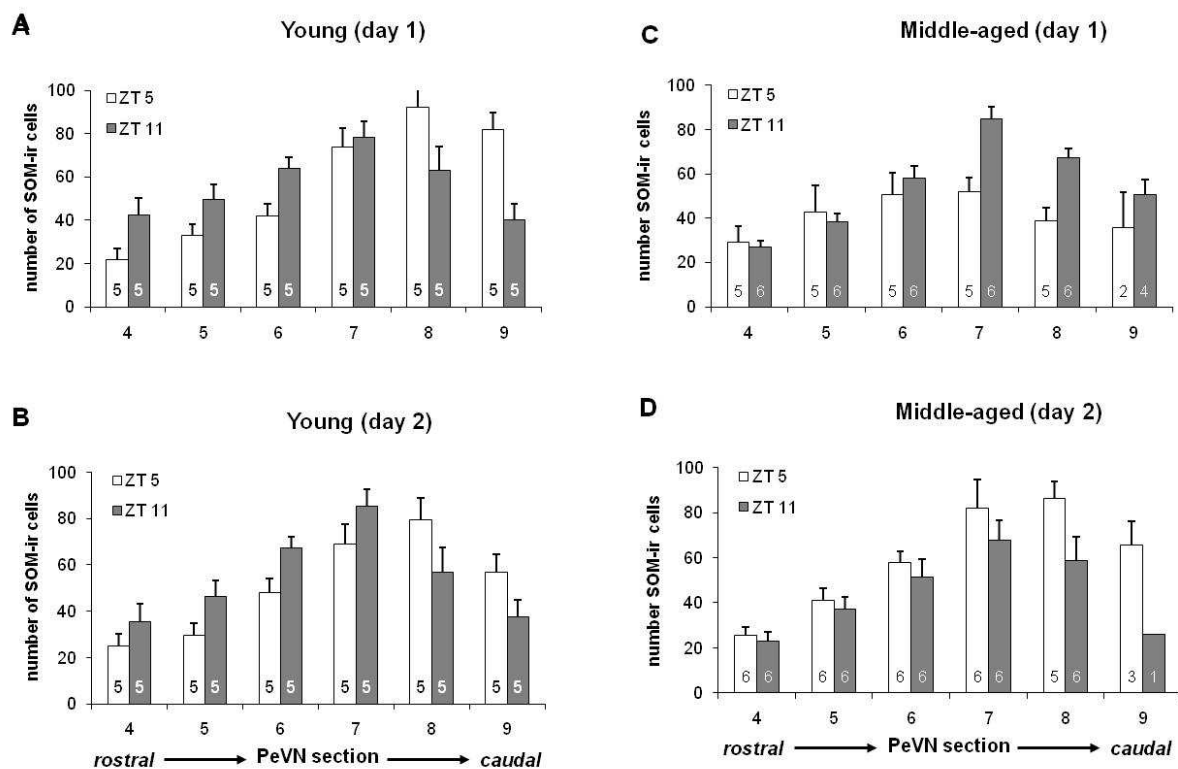 A
Young (day 1)
number of SOM-ir cells
100
80
60
40
20
0
ZT 5
ZT 11
5 5 5 5 5 5 5 5 5 5 5 5
4 5 6 7 8 9
B
Young (day 2)
number of SOM-ir cells
100
80
60
40
20
0
ZT 5
ZT 11
5 5 5 5 5 5 5 5 5 5 5 5
4 5 6 7 8 9
rostral PeVN section caudal
C
Middle-aged (day 1)
number SOM-ir cells
100
80
60
40
20
0
ZT 5
ZT 11
5 6 5 6 5 6 5 6 5 6 2 4
4 5 6 7 8 9
D
Middle-aged (day 2)
number SOM-ir cells
100
80
60
40
20
0
ZT 5
ZT 11
6 6 6 6 6 6 6 6 5 6 3 1
4 5 6 7 8 9
rostral PeVN section caudal